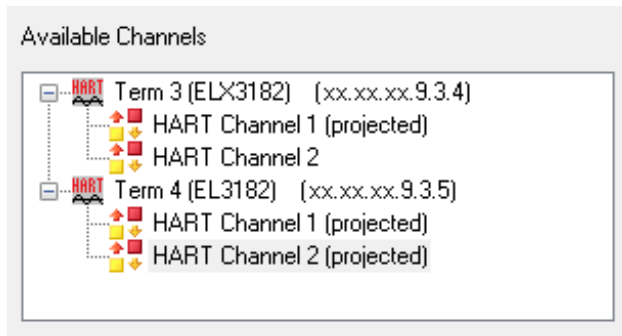 Available Channels
HART Term 3 (ELX3182) (xx.xx.xx.9.3.4)
HART Channel 1 (projected)
HART Channel 2
HART Term 4 (EL3182) (xx.xx.xx.9.3.5)
HART Channel 1 (projected)
HART Channel 2 (projected)